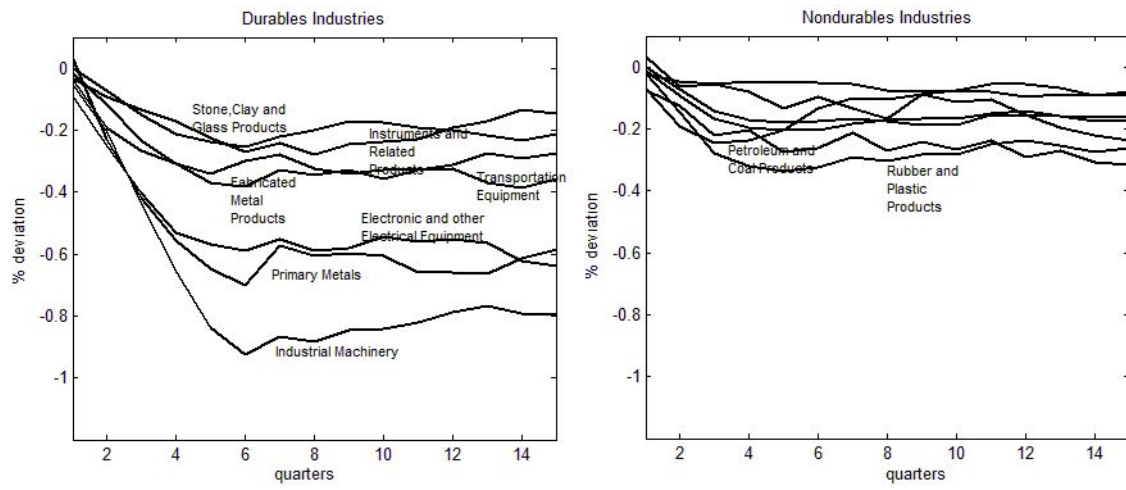 Durables Industries
0
-0.2
-0.4
-0.6
-0.8
-1
% deviation
2 4 6 8 10 12 14
quarters
Stone,Clay and
Glass Products
Instruments and
Related
Products
Fabricated
Metal
Products
Transportation
Equipment
Electronic and other
Electrical Equipment
Primary Metals
Industrial Machinery
Nondurables Industries
0
-0.2
-0.4
-0.6
-0.8
-1
% deviation
2 4 6 8 10 12 14
quarters
Petroleum and
Coal Products
Rubber and
Plastic
Products